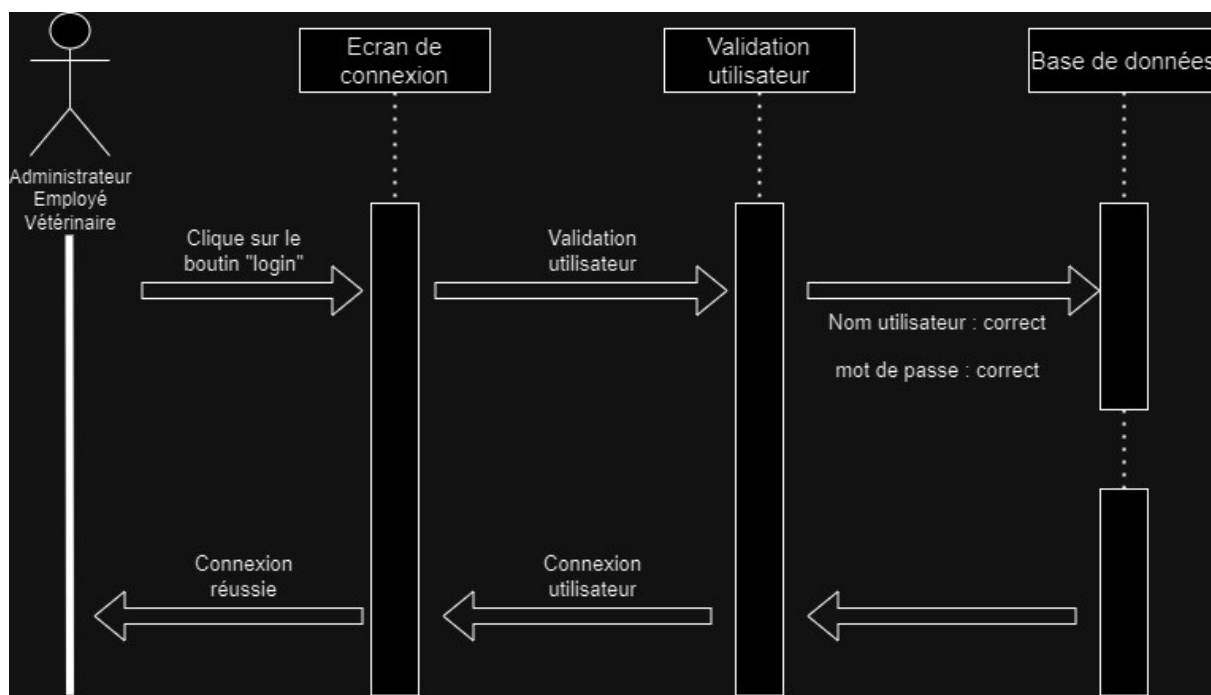 Ecran de
connexion
Validation
utilisateur
Base de données
Administrateur
Employé
Vétérinaire
Clique sur le
boutin "login"
Validation
utilisateur
Nom utilisateur : correct
mot de passe : correct
Connexion
réussie
Connexion
utilisateur